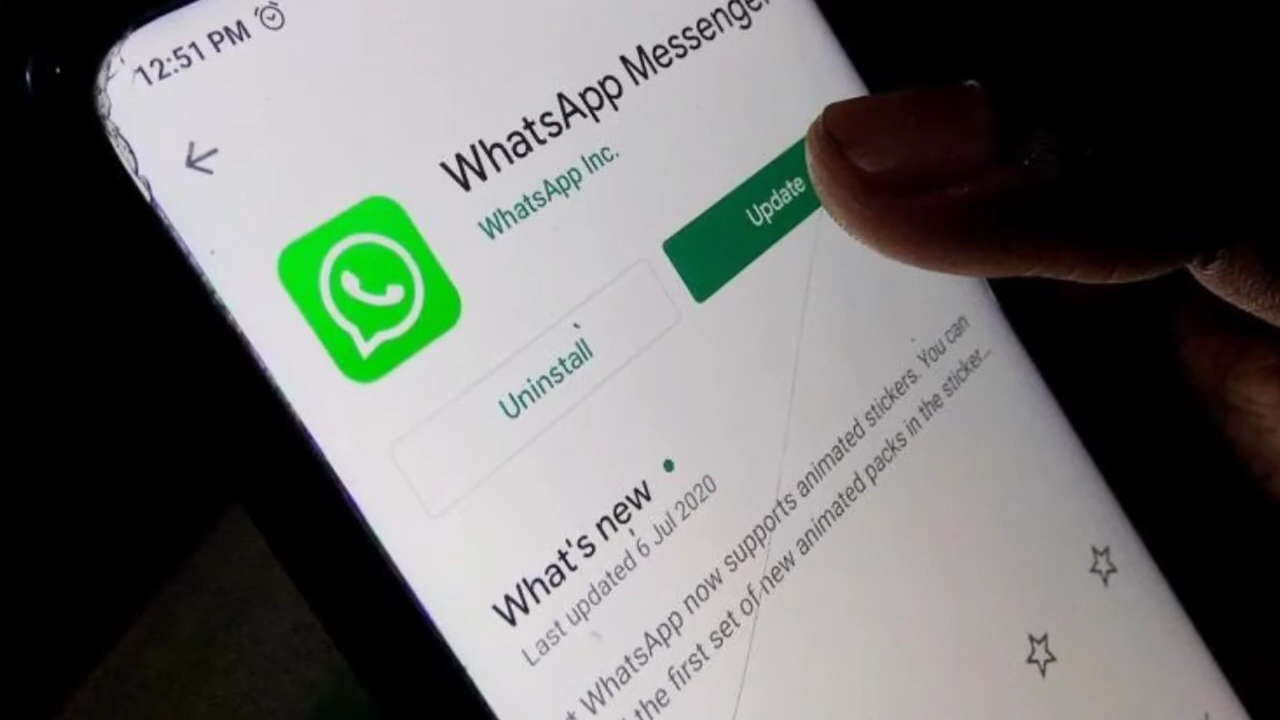 12:51 PM
WhatsApp Messenger
WhatsApp Inc.
Uninstall
Update
What's new
Last updated 6 Jul 2020
t WhatsApp now supports animated stickers. You can
the first set of new animated packs in the sticker...